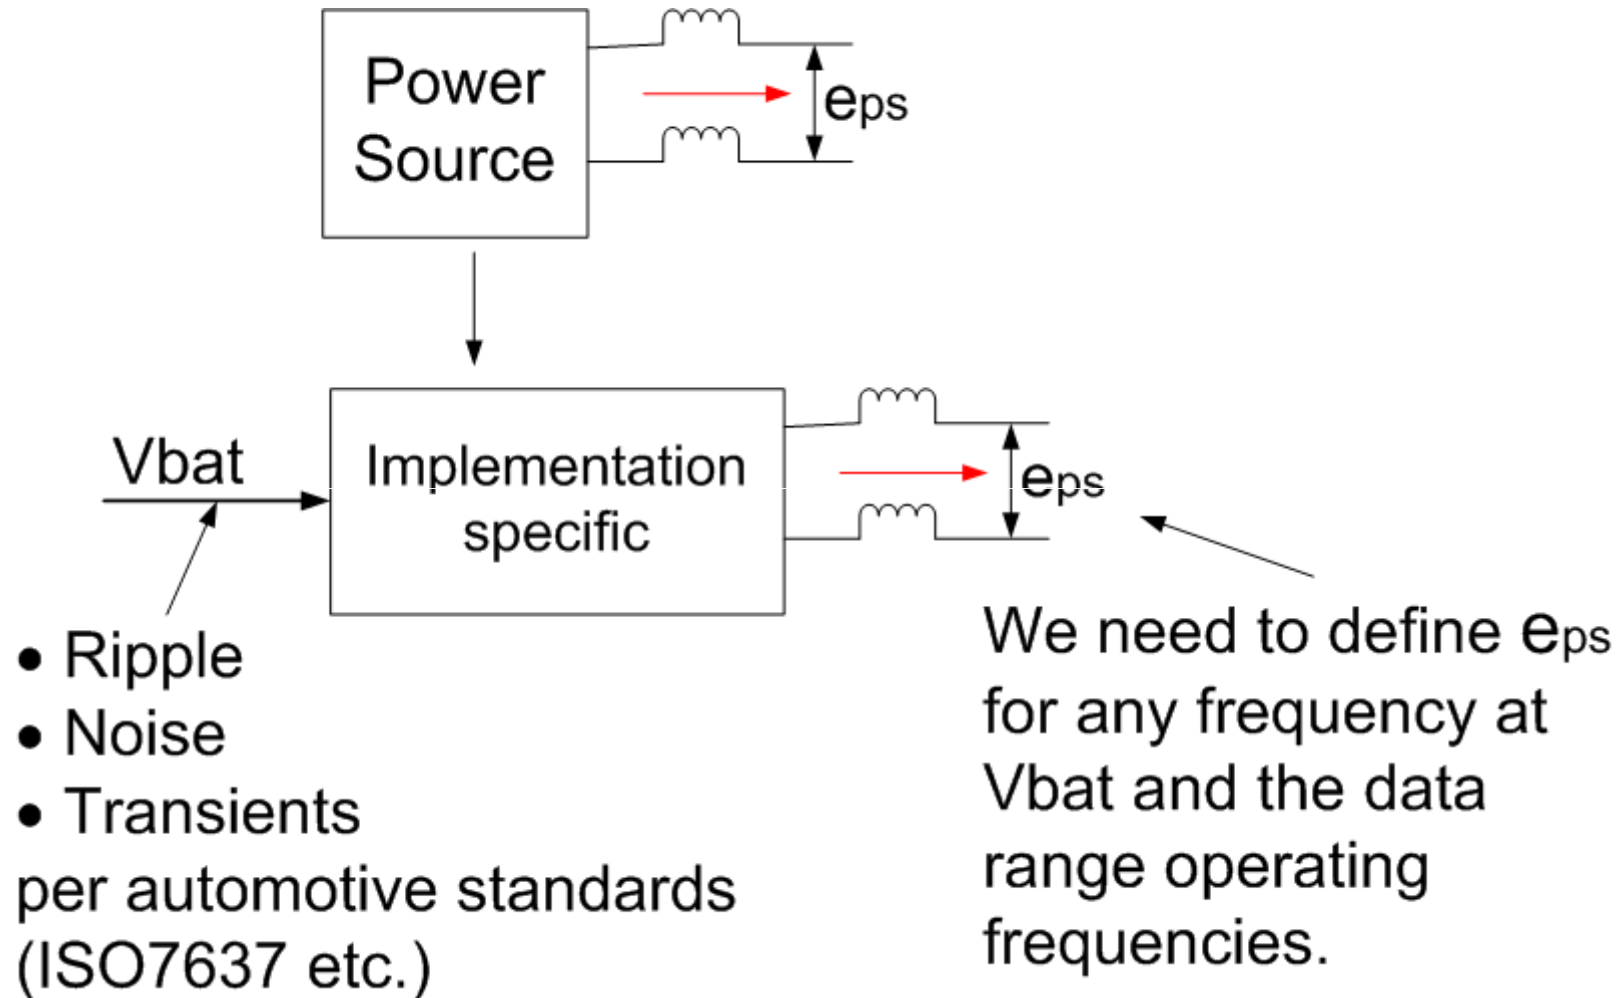 Power
Source
eps
Vbat
Implementation
specific
eps
• Ripple
• Noise
• Transients
per automotive standards
(ISO7637 etc.)
We need to define eps
for any frequency at
Vbat and the data
range operating
frequencies.